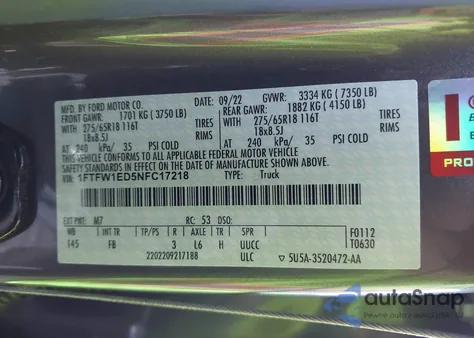 MFD. BY FORD MOTOR CO.
DATE: 09/22 GVWR: 3334 KG ( 7350 LB)
FRONT GAWR: 1701 KG ( 3750 LB) REAR GAWR: 1882 KG ( 4150 LB)
WITH 275/65R18 116T TIRES WITH 275/65R18 116T TIRES
18x8.5J RIMS 18x8.5J RIMS
AT 240 kPa/ 35 PSI COLD AT 240 kPa/ 35 PSI COLD
THIS VEHICLE CONFORMS TO ALL APPLICABLE FEDERAL MOTOR VEHICLE
SAFETY STANDARDS IN EFFECT ON THE DATE OF MANUFACTURE SHOWN ABOVE.
VIN: 1FTFW1ED5NFC17218 TYPE: Truck
EXT PNT: M7 RC: 53 DSO:
WB INT TR TP/PS R AXLE TR SPR F0112
145 FB 3 L6 H UUCC T0630
2202209217188 ULC 5U5A-3520472-AA
PRO
autoSnap